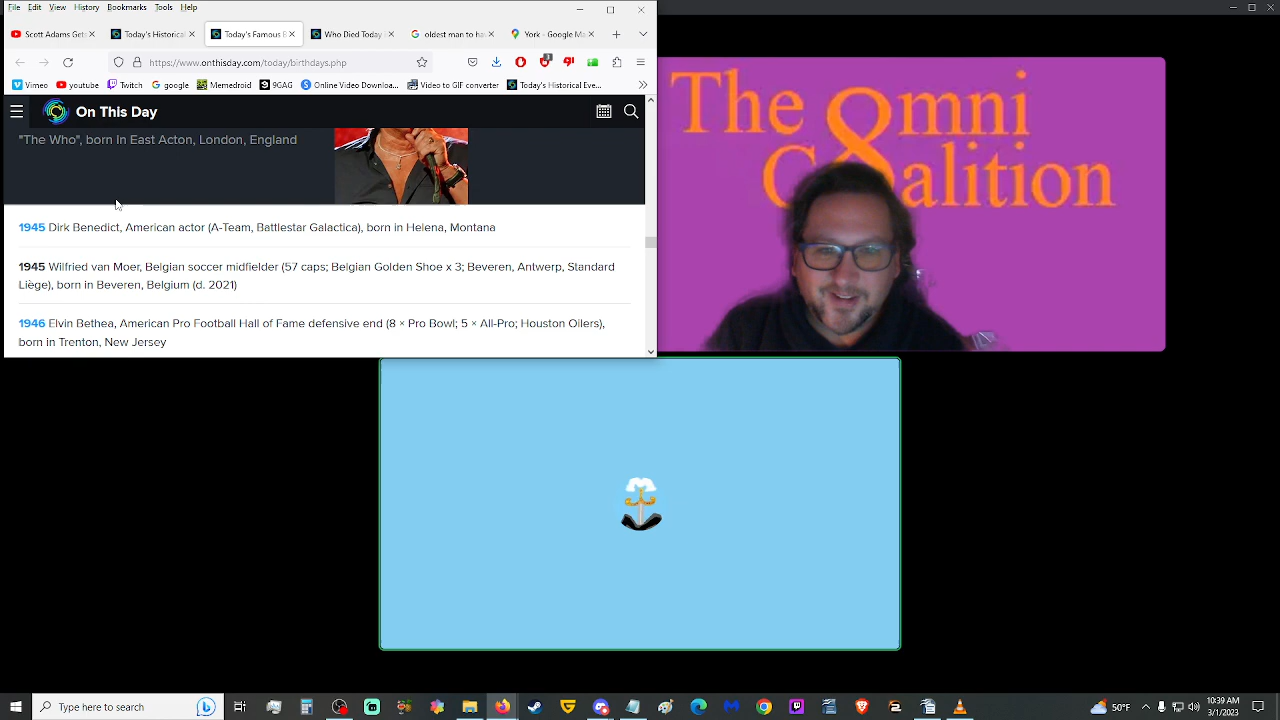 File Edit View History Bookmarks Tools Help
Scott Adams Get
Today's Historical
Today's Famous B
Who Died Today
oldest man to ha
York - Google Ma
https://www.onthisday.com/today/birthdays.php
Vimeo youtube Twitch google Memedroid 9GAG Online Video Downloa... Video to GIF converter Today's Historical Eve...
On This Day
"The Who", born In East Acton, London, England
1945 Dirk Benedict, American actor (A-Team, Battlestar Galactica), born in Helena, Montana
1945 Wilfried van Moer, Belgian soccer midfielder (57 caps; Belgian Golden Shoe x 3; Beveren, Antwerp, Standard
Liège), born in Beveren, Belgium (d. 2021)
1946 Elvin Bethea, American Pro Football Hall of Fame defensive end (8 × Pro Bowl; 5 × All-Pro; Houston Oilers),
born in Trenton, New Jersey
The 8mni
C8alition
Type here to search
50°F
10:39 AM
3/1/2023